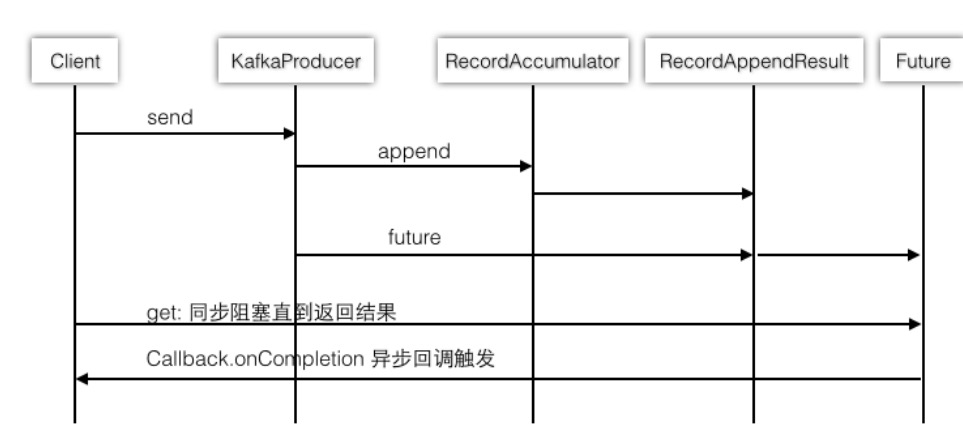 Client
KafkaProducer
RecordAccumulator
RecordAppendResult
Future
send
append
future
get: 同步阻塞直到返回结果
Callback.onCompletion 异步回调触发